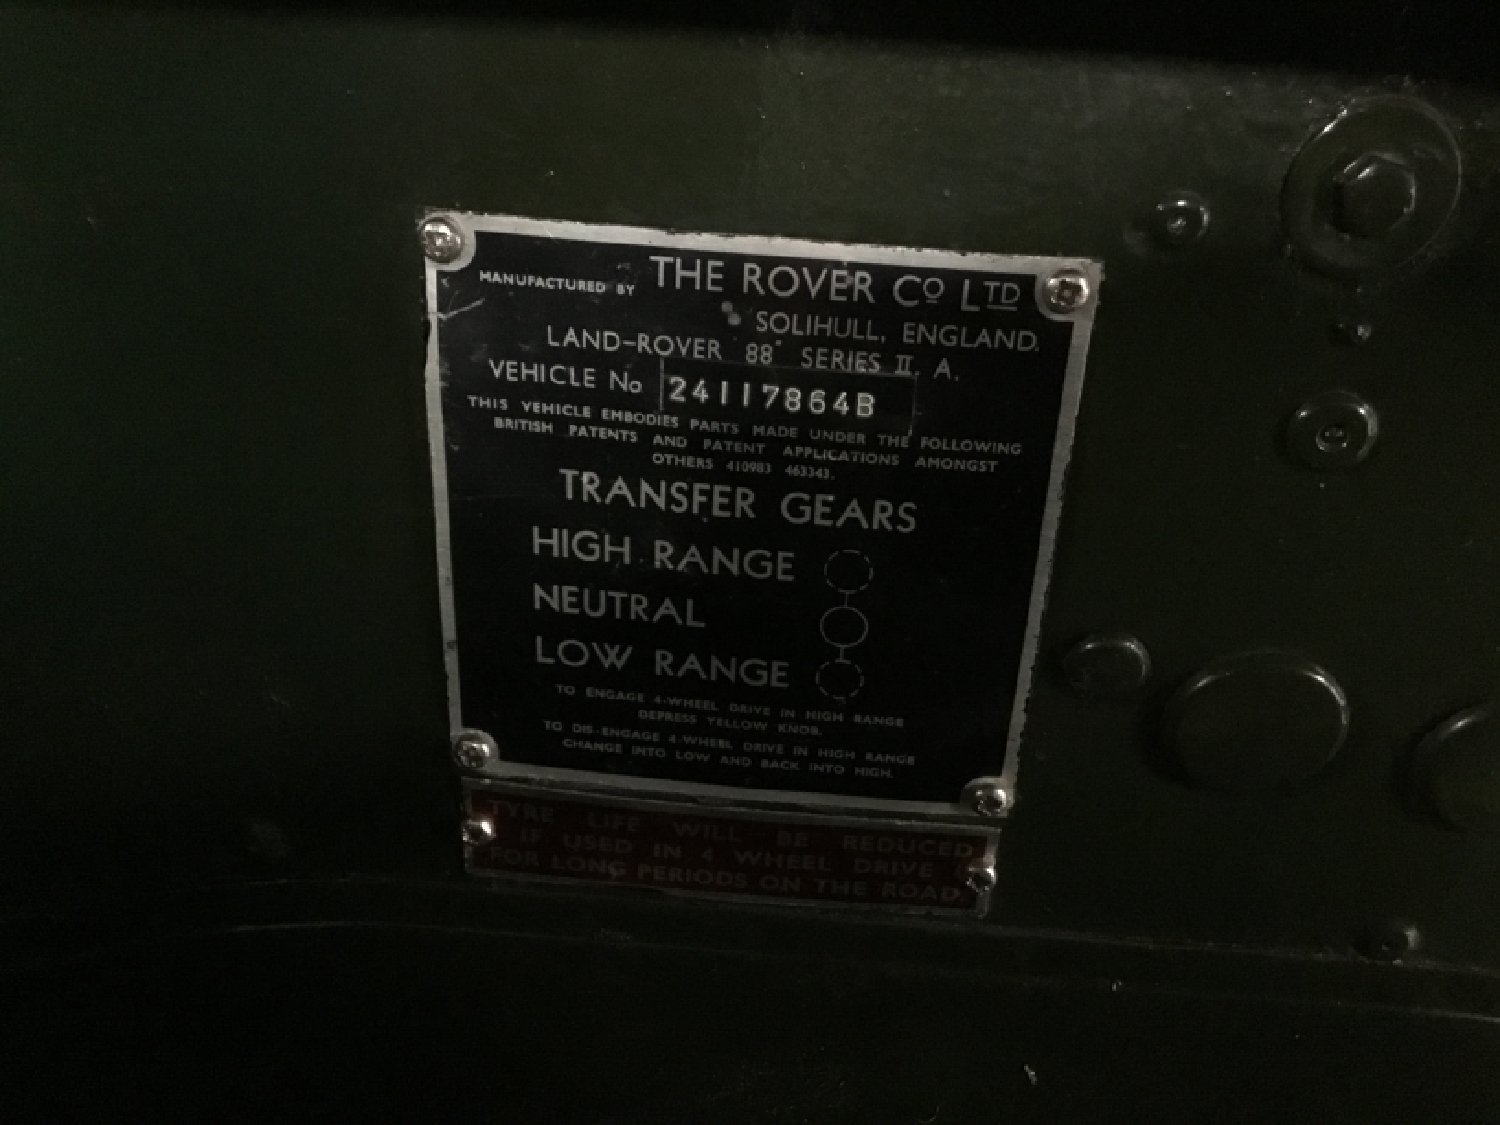 MANUFACTURED BY THE ROVER Cº LTD
SOLIHULL, ENGLAND.
LAND-ROVER 88" SERIES II. A.
VEHICLE No 24117864B
THIS VEHICLE EMBODIES PARTS MADE UNDER THE FOLLOWING
BRITISH PATENTS AND PATENT APPLICATIONS AMONGST
OTHERS 410983 463343.
TRANSFER GEARS
HIGH RANGE
NEUTRAL
LOW RANGE
TO ENGAGE 4-WHEEL DRIVE IN HIGH RANGE
DEPRESS YELLOW KNOB.
TO DIS-ENGAGE 4-WHEEL DRIVE IN HIGH RANGE
CHANGE INTO LOW AND BACK INTO HIGH.
TYRE LIFE WILL BE REDUCED
IF USED IN 4 WHEEL DRIVE
FOR LONG PERIODS ON THE ROAD.